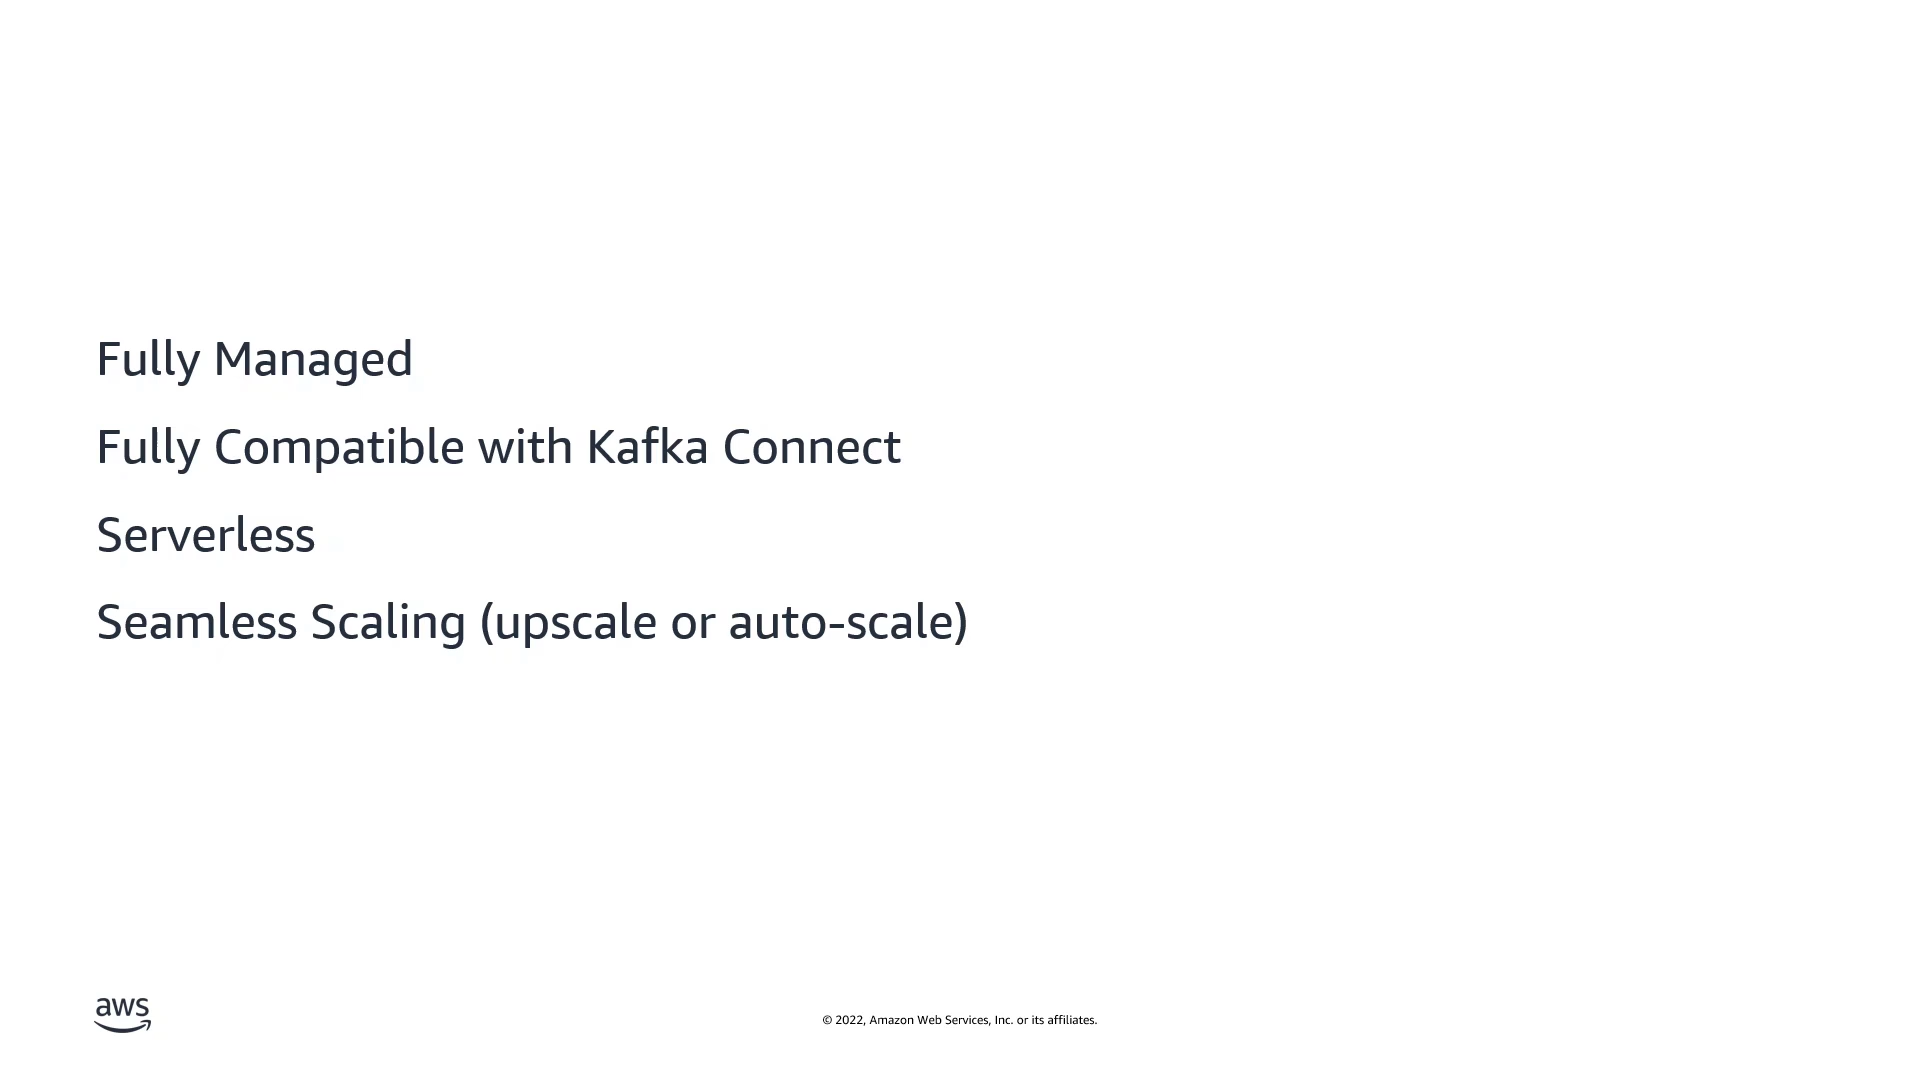 Fully Managed
Fully Compatible with Kafka Connect
Serverless
Seamless Scaling (upscale or auto-scale)
aws
© 2022, Amazon Web Services, Inc. or its affiliates.